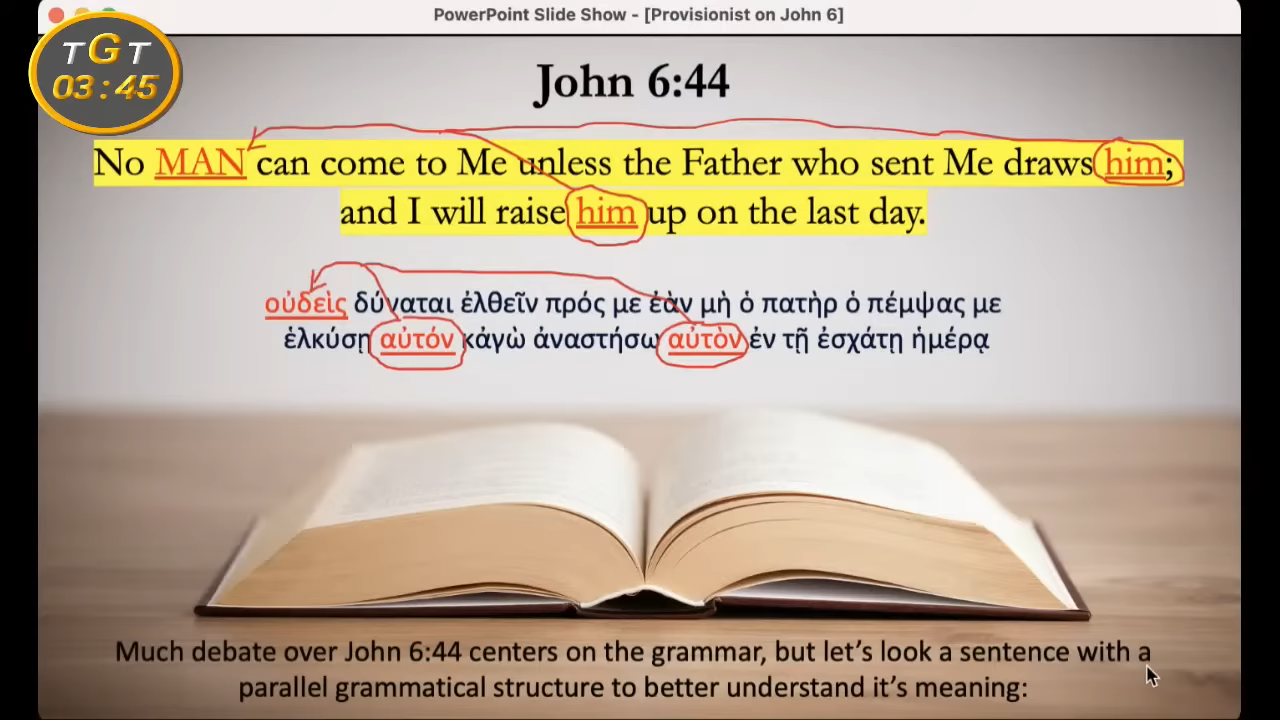 PowerPoint Slide Show - [Provisionist on John 6]
TGT
03:45
John 6:44
No MAN can come to Me unless the Father who sent Me draws him;
and I will raise him up on the last day.
οὐδεὶς δύναται ἐλθεῖν πρός με ἐὰν μὴ ὁ πατὴρ ὁ πέμψας με
ἑλκύσῃ αὐτόν κἀγὼ ἀναστήσω αὐτὸν ἐν τῇ ἐσχάτῃ ἡμέρᾳ
Much debate over John 6:44 centers on the grammar, but let's look a sentence with a
parallel grammatical structure to better understand it's meaning: